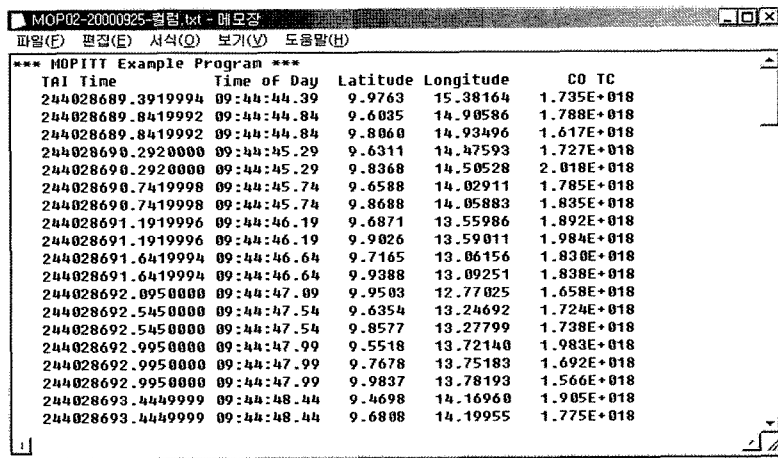 MOP02-20000925-컬럼.txt - 메모장
파일(F) 편집(E) 서식(O) 보기(V) 도움말(H)
*** MOPITT Example Program ***
TAI Time Time of Day Latitude Longitude CO TC
244028689.3919994 09:44:44.39 9.9763 15.38164 1.735E+018
244028689.8419992 09:44:44.84 9.6035 14.90586 1.788E+018
244028689.8419992 09:44:44.84 9.8060 14.93496 1.617E+018
244028690.2920000 09:44:45.29 9.6311 14.47593 1.727E+018
244028690.2920000 09:44:45.29 9.8368 14.50528 2.018E+018
244028690.7419998 09:44:45.74 9.6588 14.02911 1.785E+018
244028690.7419998 09:44:45.74 9.8688 14.05883 1.835E+018
244028691.1919996 09:44:46.19 9.6871 13.55986 1.892E+018
244028691.1919996 09:44:46.19 9.9026 13.59011 1.984E+018
244028691.6419994 09:44:46.64 9.7165 13.06156 1.830E+018
244028691.6419994 09:44:46.64 9.9388 13.09251 1.838E+018
244028692.0950000 09:44:47.09 9.9503 12.77025 1.658E+018
244028692.5450000 09:44:47.54 9.6354 13.24692 1.724E+018
244028692.5450000 09:44:47.54 9.8577 13.27799 1.738E+018
244028692.9950000 09:44:47.99 9.5518 13.72140 1.983E+018
244028692.9950000 09:44:47.99 9.7678 13.75183 1.692E+018
244028692.9950000 09:44:47.99 9.9837 13.78193 1.566E+018
244028693.4449999 09:44:48.44 9.4698 14.16960 1.905E+018
244028693.4449999 09:44:48.44 9.6808 14.19955 1.775E+018